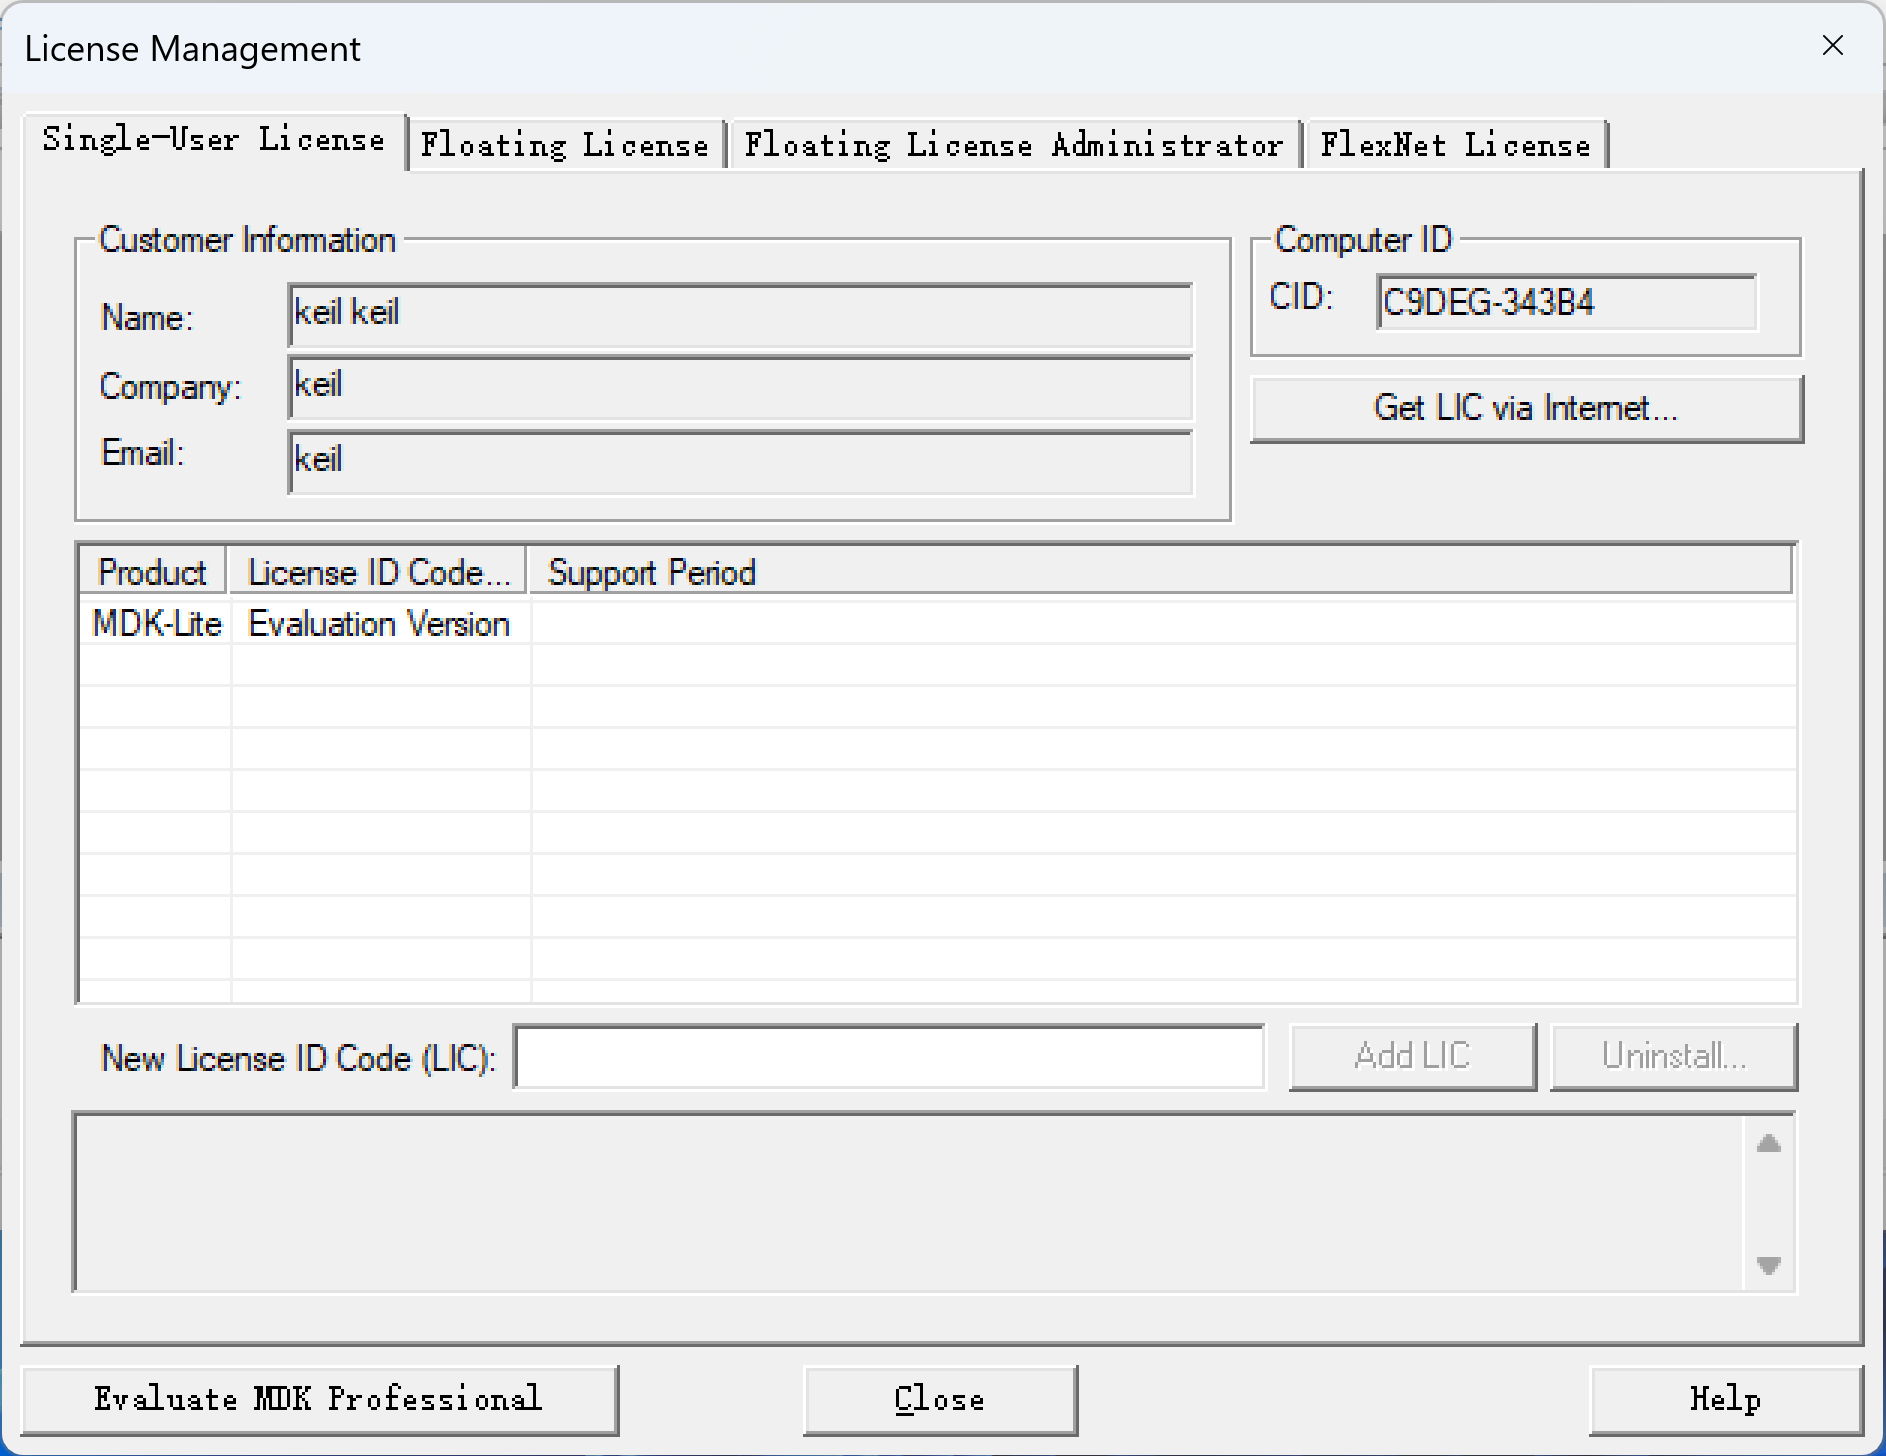 License Management
Single-User License
Floating License
Floating License Administrator
FlexNet License
Customer Information
Name:
keil keil
Company:
keil
Email:
keil
Computer ID
CID:
C9DEG-343B4
Get LIC via Internet...
Product
License ID Code...
Support Period
MDK-Lite
Evaluation Version
New License ID Code (LIC):
Add LIC
Uninstall...
Evaluate MDK Professional
Close
Help